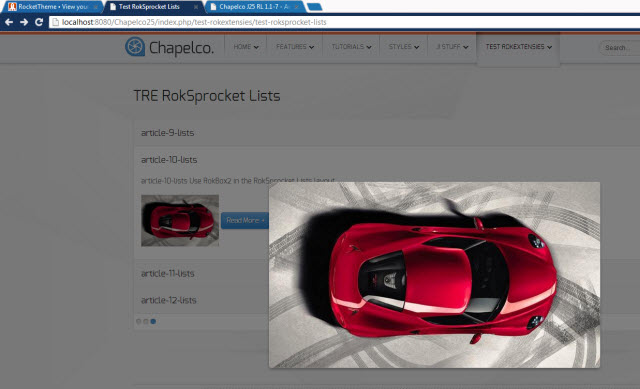 RocketTheme • View your
Test RokSprocket Lists
Chapelco J25 RL 1.1-7 - A
localhost:8080/Chapelco25/index.php/test-rokextensies/test-roksprocket-lists
Chapelco.
HOME
FEATURES
TUTORIALS
STYLES
J! STUFF
TEST ROKEXTENSIES
Search...
TRE RokSprocket Lists
article-9-lists
article-10-lists
article-10-lists Use RokBox2 in the RokSprocket Lists layout
Read More
article-11-lists
article-12-lists